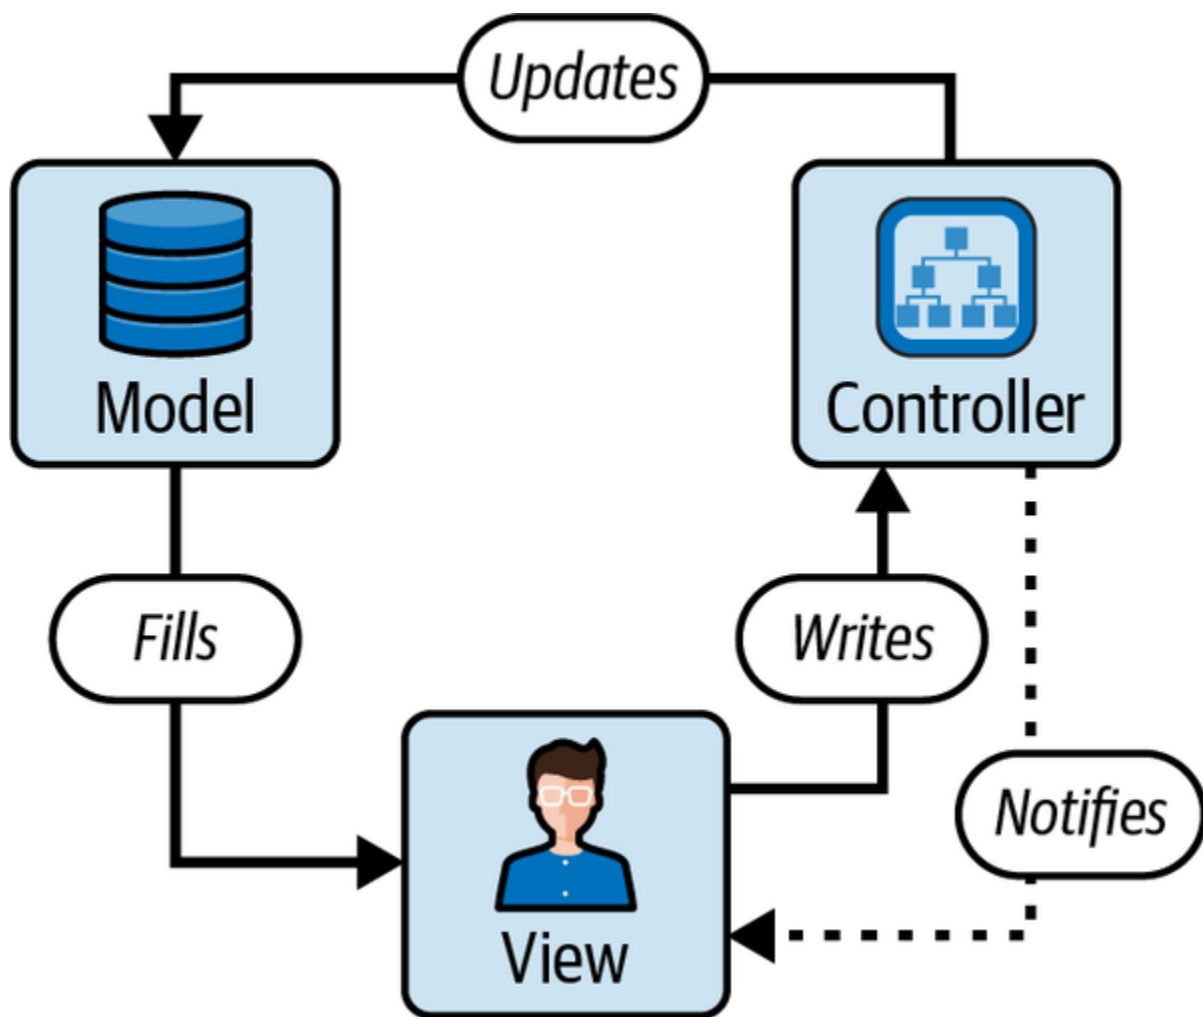 Updates
Model
Controller
Fills
Writes
Notifies
View